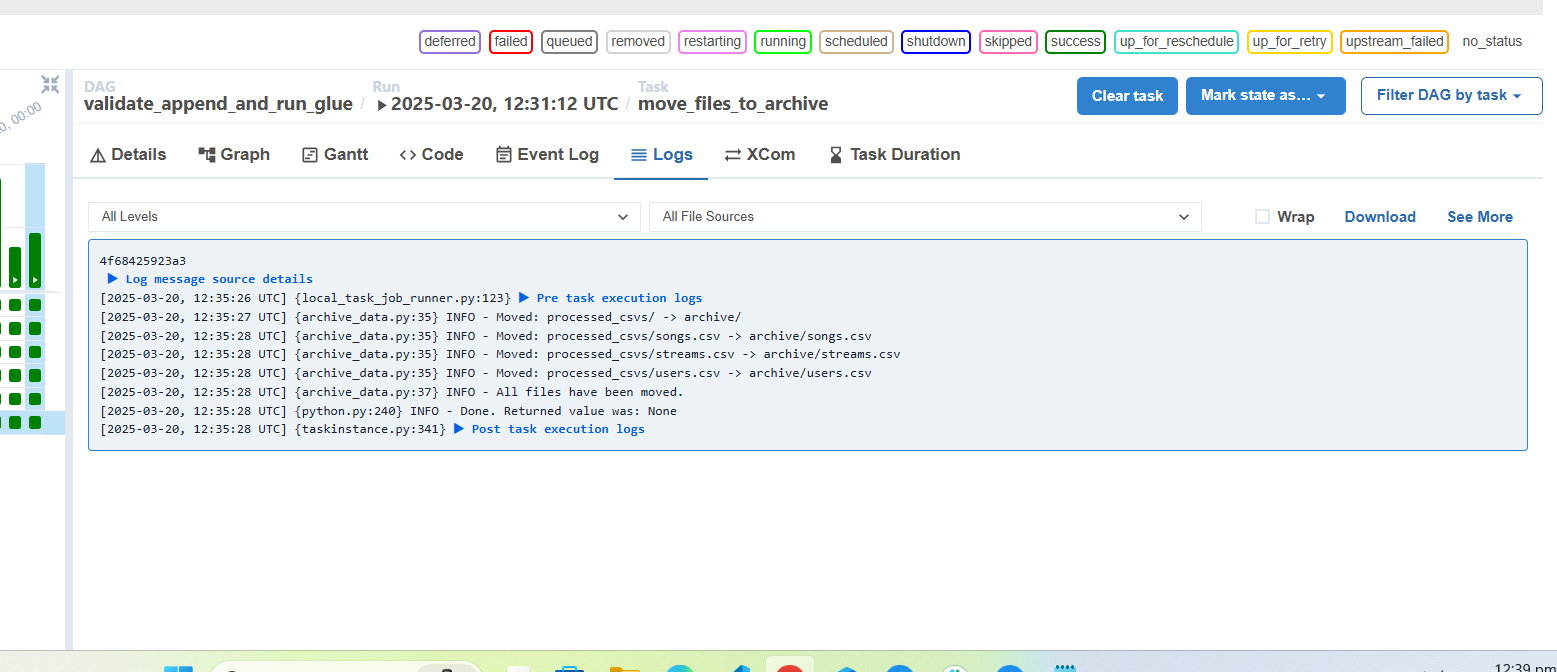 deferred failed queued removed restarting running scheduled shutdown skipped success up_for_reschedule up_for_retry upstream_failed no_status
00:00
DAG Run Task
validate_append_and_run_glue / 2025-03-20, 12:31:12 UTC / move_files_to_archive
Clear task Mark state as... Filter DAG by task
Details Graph Gantt <> Code Event Log Logs XCom Task Duration
All Levels All File Sources Wrap Download See More
4f68425923a3
▶ Log message source details
[2025-03-20, 12:35:26 UTC] {local_task_job_runner.py:123} ▶ Pre task execution logs
[2025-03-20, 12:35:27 UTC] {archive_data.py:35} INFO - Moved: processed_csvs/ -> archive/
[2025-03-20, 12:35:28 UTC] {archive_data.py:35} INFO - Moved: processed_csvs/songs.csv -> archive/songs.csv
[2025-03-20, 12:35:28 UTC] {archive_data.py:35} INFO - Moved: processed_csvs/streams.csv -> archive/streams.csv
[2025-03-20, 12:35:28 UTC] {archive_data.py:35} INFO - Moved: processed_csvs/users.csv -> archive/users.csv
[2025-03-20, 12:35:28 UTC] {archive_data.py:37} INFO - All files have been moved.
[2025-03-20, 12:35:28 UTC] {python.py:240} INFO - Done. Returned value was: None
[2025-03-20, 12:35:28 UTC] {taskinstance.py:341} ▶ Post task execution logs
12:39 pm